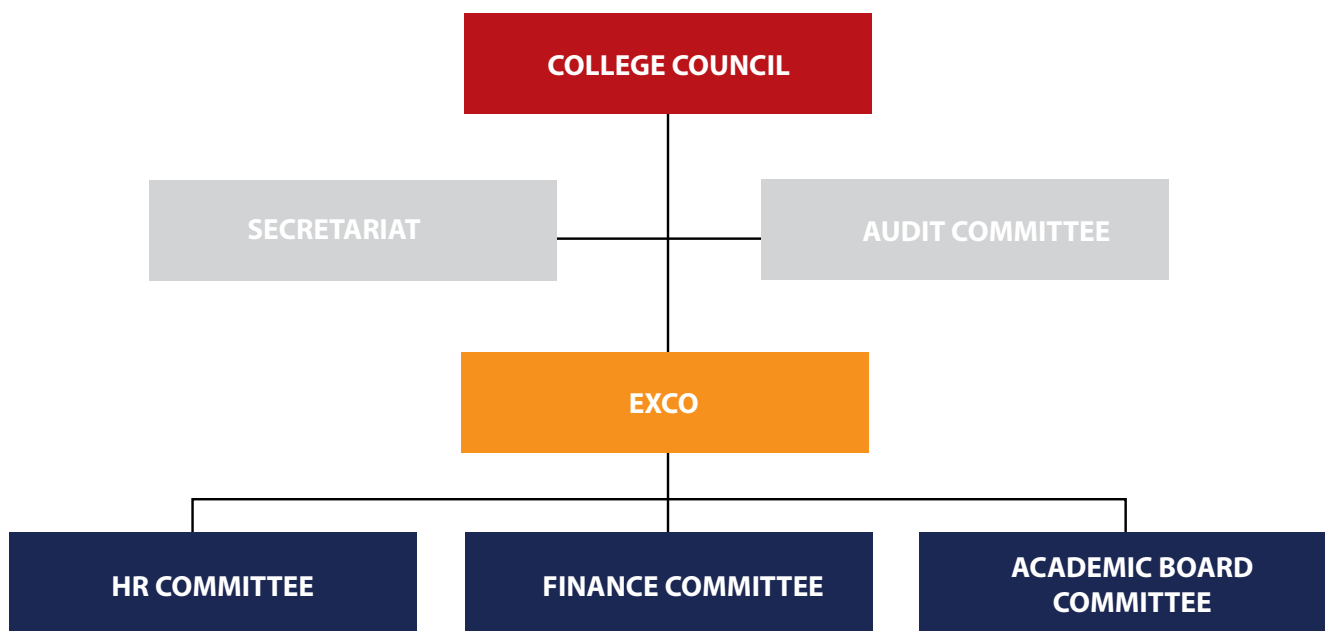 COLLEGE COUNCIL
SECRETARIAT
AUDIT COMMITTEE
EXCO
HR COMMITTEE
FINANCE COMMITTEE
ACADEMIC BOARD
COMMITTEE